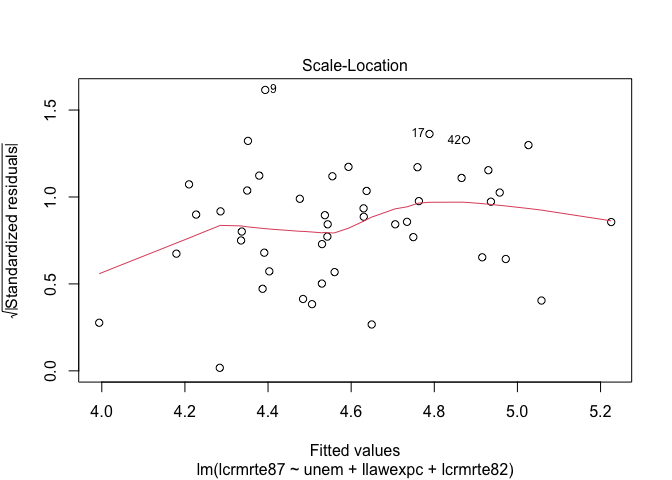 Scale-Location
√|Standardized residuals|
1.5
1.0
0.5
0.0
9
17
42
4.0 4.2 4.4 4.6 4.8 5.0 5.2
Fitted values
lm(lcrmrte87 ~ unem + llawexpc + lcrmrte82)